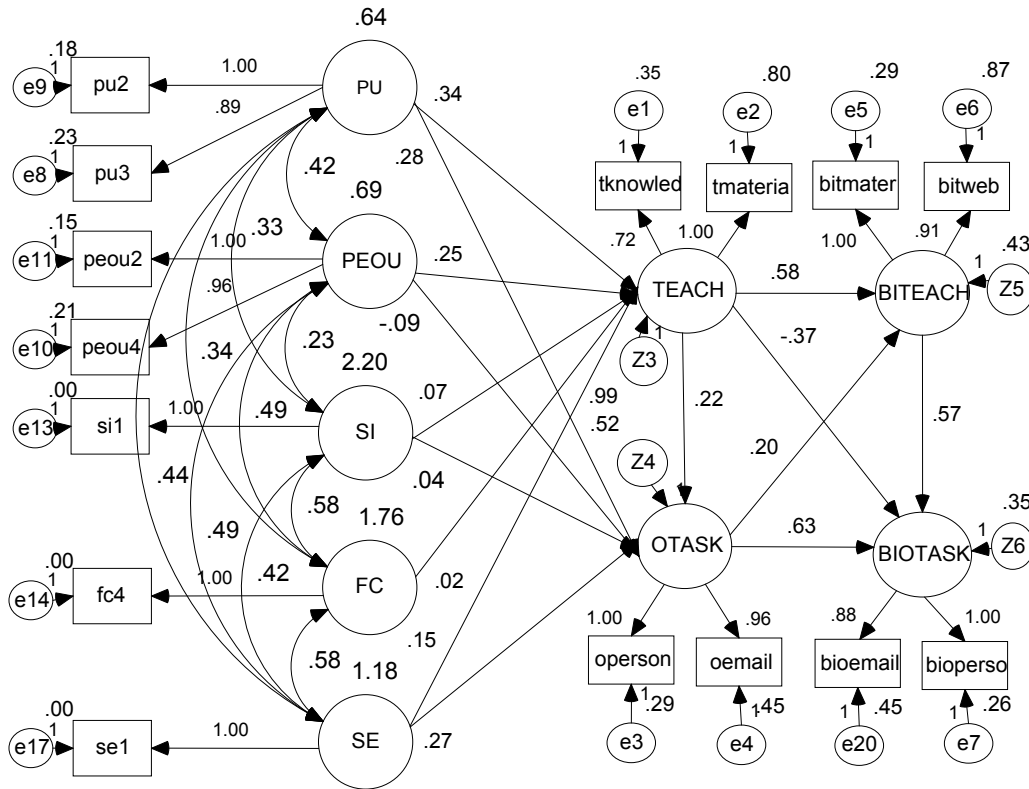 .64
.18
e9
1
pu2
1.00
PU
.34
.89
.23
e8
1
pu3
.28
.42
.69
.15
e11
1
peou2
1.00
.33
PEOU
.25
.96
.21
e10
1
peou4
-.09
.34
.23
2.20
.00
e13
1
si1
1.00
.49
SI
.07
.44
.04
.58
1.76
.49
.42
.00
e14
1
fc4
1.00
FC
.02
.15
.58
1.18
.00
e17
1
se1
1.00
SE
.27
.35
e1
1
tknowled
.80
e2
1
tmateria
.29
e5
1
bitmater
.87
e6
1
bitweb
.72
1.00
1.00
.91
TEACH
.58
BITEACH
1
.43
Z5
1
Z3
-.37
.99
.52
.22
.20
.57
Z4
1
OTASK
.63
BIOTASK
1
.35
Z6
1.00
.96
.88
1.00
operson
oemail
bioemail
bioperso
1
.29
e3
1
.45
e4
1
.45
e20
1
.26
e7